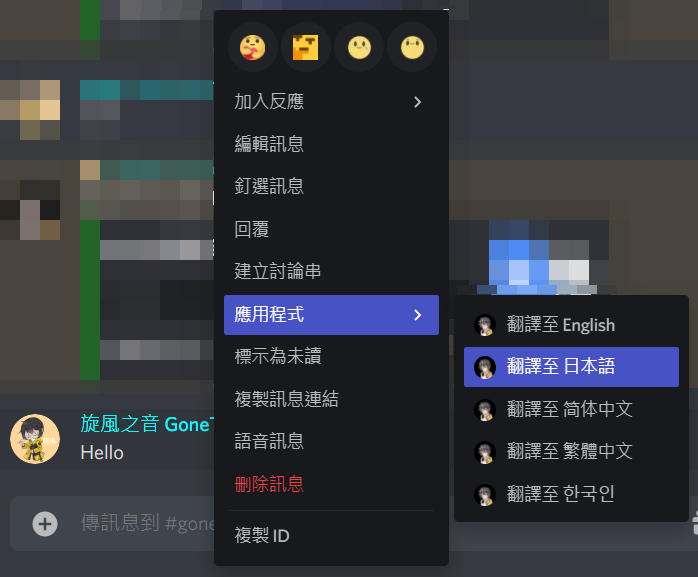 加入反應
編輯訊息
釘選訊息
回覆
建立討論串
應用程式
標示為未讀
複製訊息連結
語音訊息
刪除訊息
複製 ID
翻譯至 English
翻譯至 日本語
翻譯至 简体中文
翻譯至 繁體中文
翻譯至 한국인
旋風之音 Gone
Hello
傳訊息到 #gone